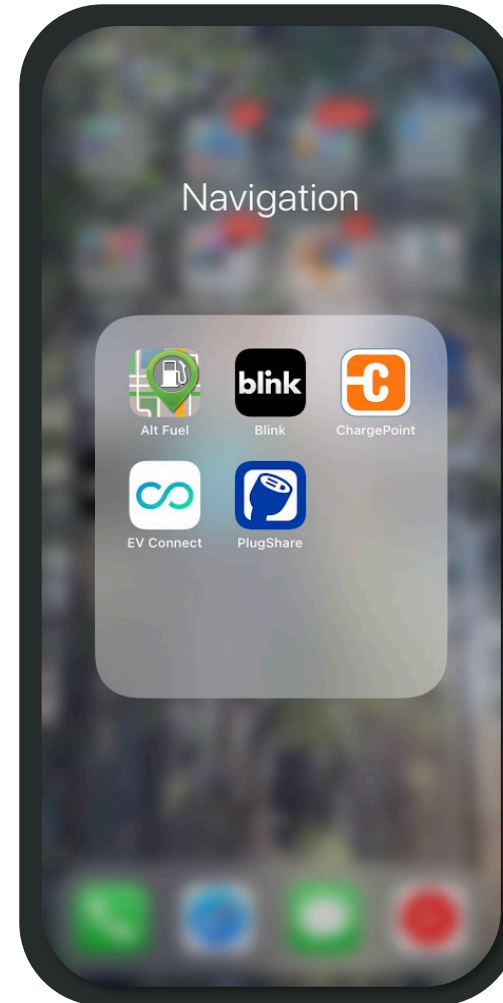 Navigation
blink
Alt Fuel
Blink
ChargePoint
EV Connect
PlugShare